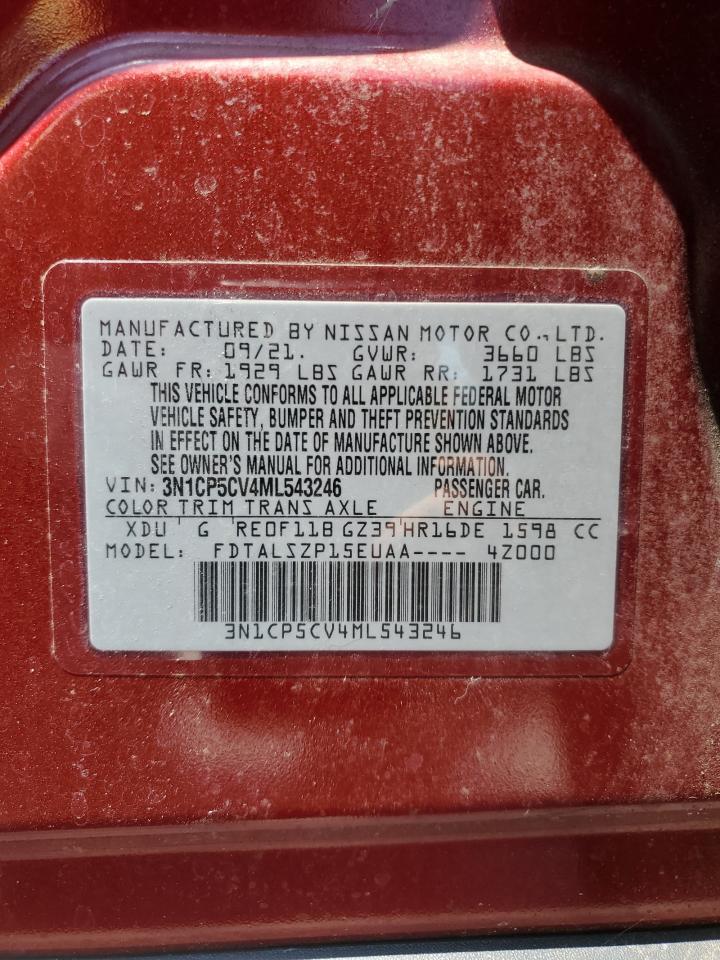 MANUFACTURED BY NISSAN MOTOR CO., LTD.
DATE: 09/21. GVWR: 3660 LBS
GAWR FR: 1929 LBS GAWR RR: 1731 LBS
THIS VEHICLE CONFORMS TO ALL APPLICABLE FEDERAL MOTOR
VEHICLE SAFETY, BUMPER AND THEFT PREVENTION STANDARDS
IN EFFECT ON THE DATE OF MANUFACTURE SHOWN ABOVE.
SEE OWNER'S MANUAL FOR ADDITIONAL INFORMATION.
VIN: 3N1CP5CV4ML543246 PASSENGER CAR.
COLOR TRIM TRANS AXLE ENGINE
XDU G RE0F11B GZ39 HR16DE 1598 CC
MODEL: FDTALSZP15EUAA---- 4Z000
3N1CP5CV4ML543246